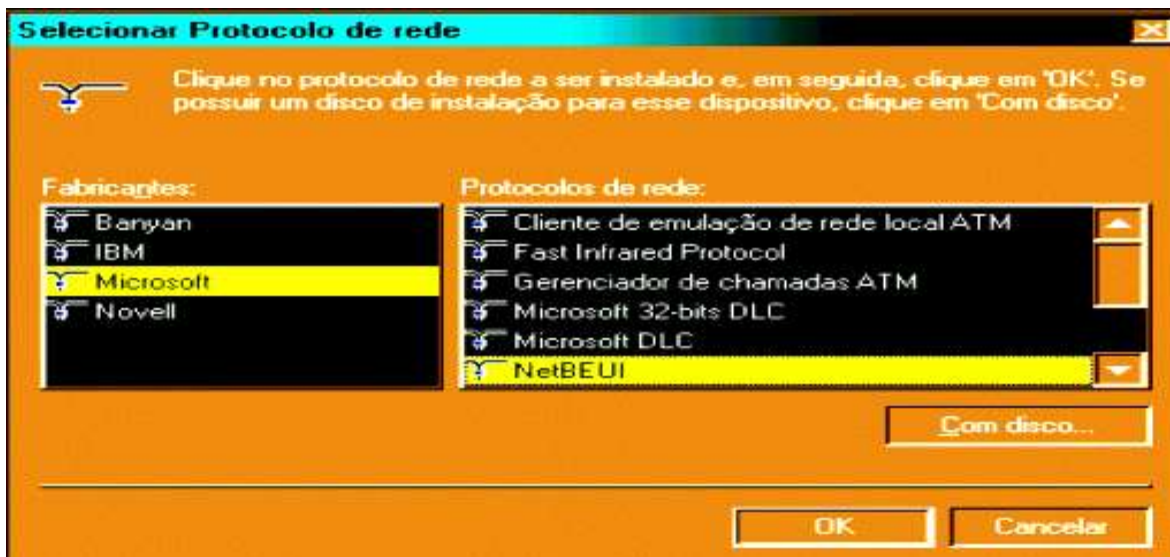 Selecionar Protocolo de rede
Clique no protocolo de rede a ser instalado e, em seguida, clique em 'OK'. Se
possuir um disco de instalação para esse dispositivo, clique em 'Com disco'.
Fabricantes:
Banyan
IBM
Microsoft
Novell
Protocolos de rede:
Cliente de emulação de rede local ATM
Fast Infrared Protocol
Gerenciador de chamadas ATM
Microsoft 32-bits DLC
Microsoft DLC
NetBEUI
Com disco...
OK
Cancelar